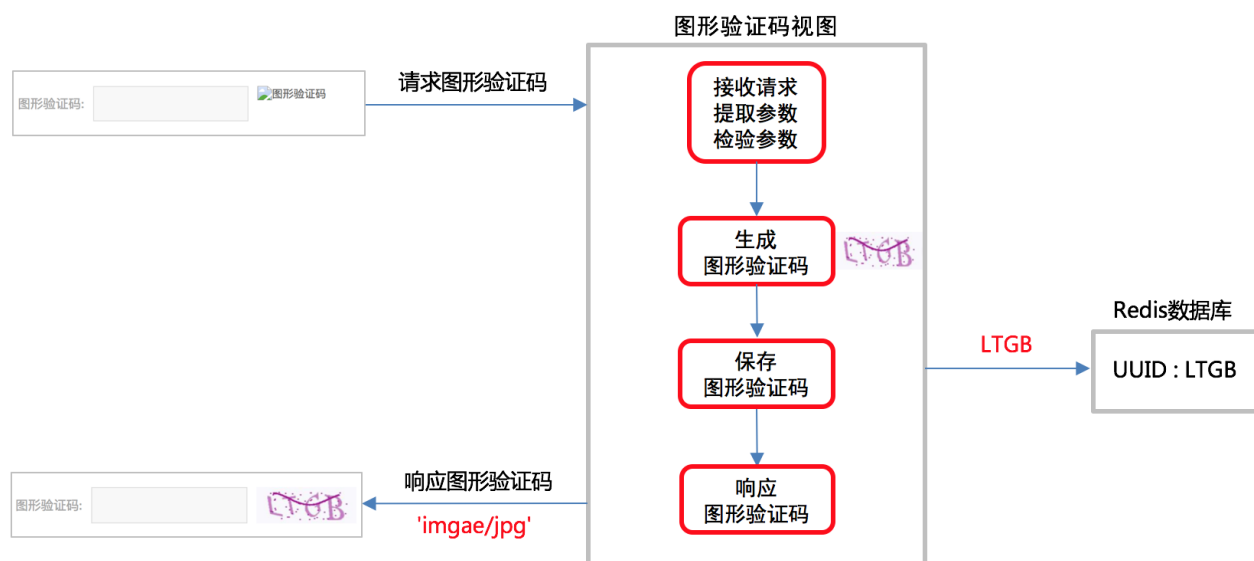 图形验证码视图
图形验证码:
图形验证码
请求图形验证码
接收请求
提取参数
检验参数
生成
图形验证码
LTGB
保存
图形验证码
LTGB
Redis数据库
UUID : LTGB
响应
图形验证码
响应图形验证码
'imgae/jpg'
图形验证码:
LTGB